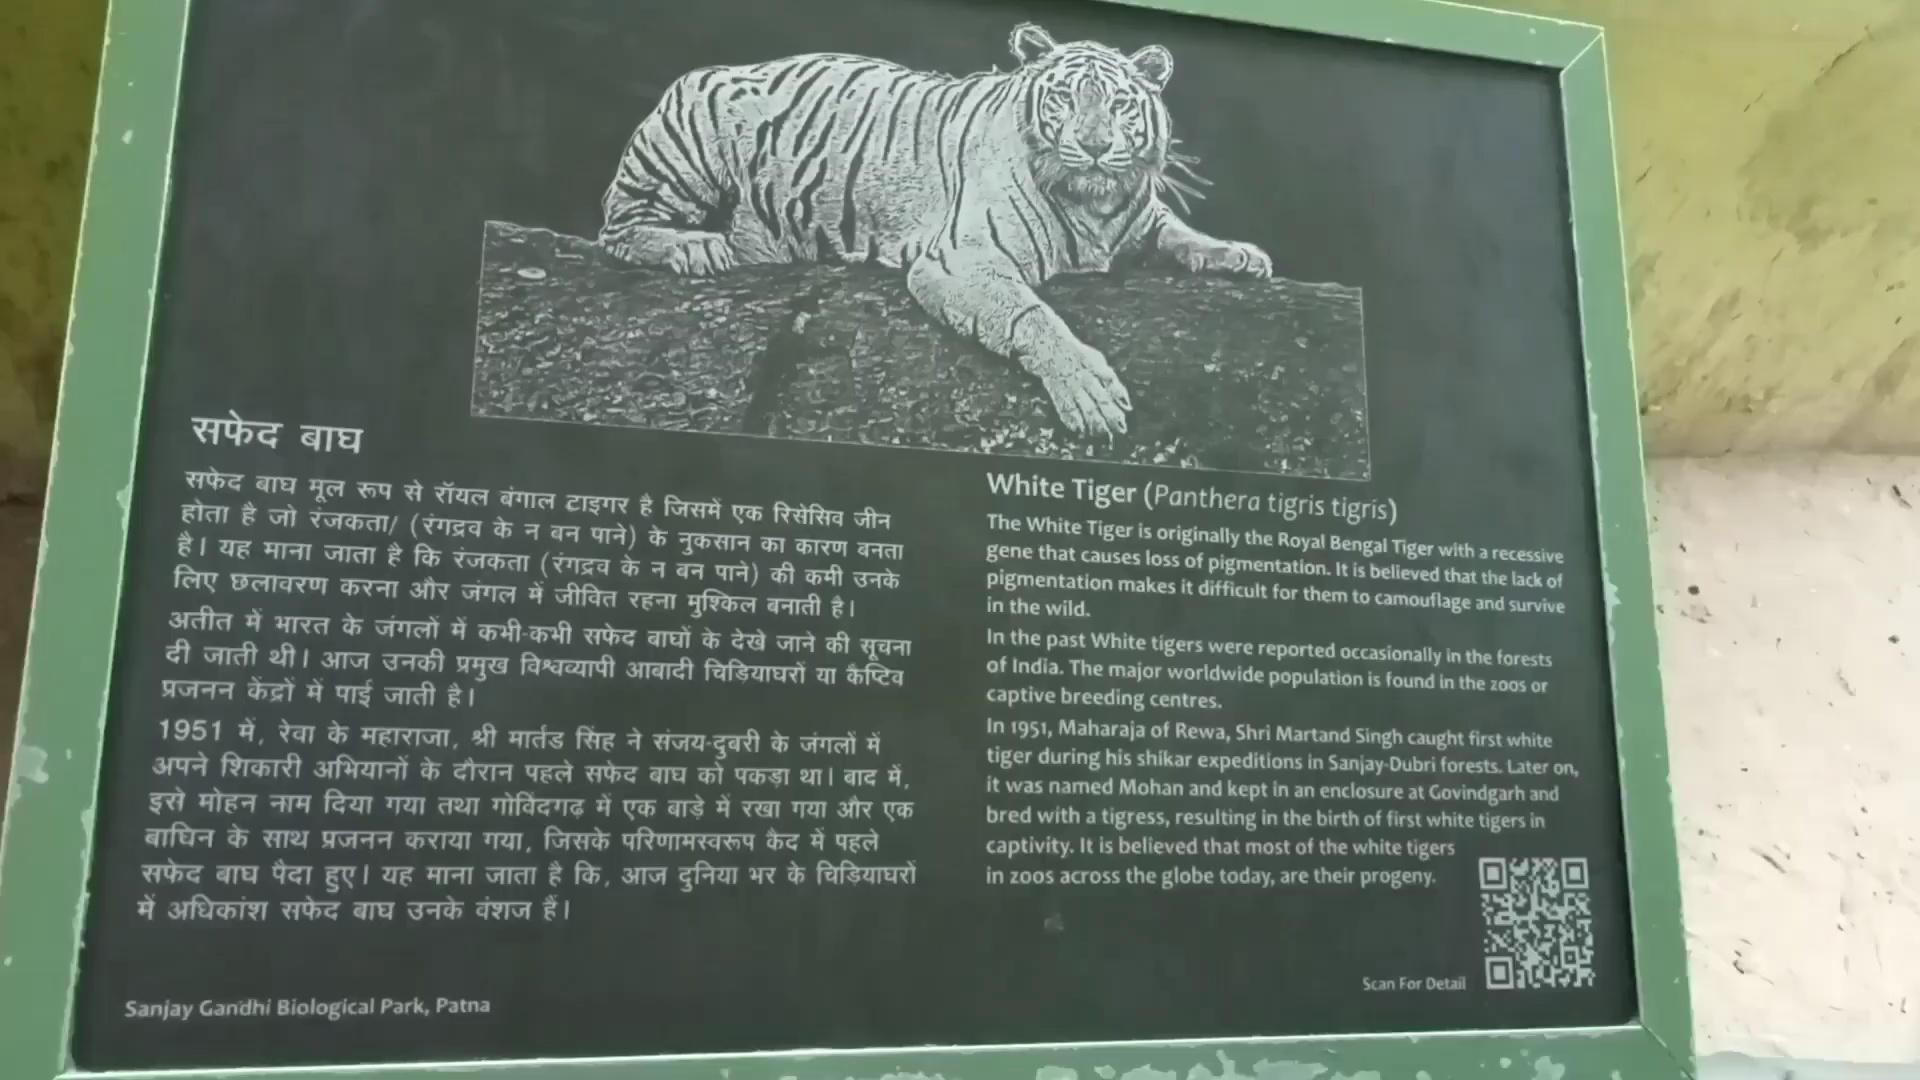 सफेद बाघ
सफेद बाघ मूल रूप से रॉयल बंगाल टाइगर है जिसमें एक रिसेसिव जीन
होता है जो रंजकता/ (रंगद्रव के न बन पाने) के नुकसान का कारण बनता
है। यह माना जाता है कि रंजकता (रंगद्रव के न बन पाने) की कमी उनके
लिए छलावरण करना और जंगल में जीवित रहना मुश्किल बनाती है।
अतीत में भारत के जंगलों में कभी-कभी सफेद बाघों के देखे जाने की सूचना
दी जाती थी। आज उनकी प्रमुख विश्वव्यापी आबादी चिड़ियाघरों या कैप्टिव
प्रजनन केंद्रों में पाई जाती है।
1951 में, रेवा के महाराजा, श्री मार्तंड सिंह ने संजय-दुबरी के जंगलों में
अपने शिकारी अभियानों के दौरान पहले सफेद बाघ को पकड़ा था। बाद में,
इसे मोहन नाम दिया गया तथा गोविंदगढ़ में एक बाड़े में रखा गया और एक
बाघिन के साथ प्रजनन कराया गया, जिसके परिणामस्वरूप कैद में पहले
सफेद बाघ पैदा हुए। यह माना जाता है कि, आज दुनिया भर के चिड़ियाघरों
में अधिकांश सफेद बाघ उनके वंशज हैं।
White Tiger (Panthera tigris tigris)
The White Tiger is originally the Royal Bengal Tiger with a recessive
gene that causes loss of pigmentation. It is believed that the lack of
pigmentation makes it difficult for them to camouflage and survive
in the wild.
In the past White tigers were reported occasionally in the forests
of India. The major worldwide population is found in the zoos or
captive breeding centres.
In 1951, Maharaja of Rewa, Shri Martand Singh caught first white
tiger during his shikar expeditions in Sanjay-Dubri forests. Later on,
it was named Mohan and kept in an enclosure at Govindgarh and
bred with a tigress, resulting in the birth of first white tigers in
captivity. It is believed that most of the white tigers
in zoos across the globe today, are their progeny.
Scan For Detail
Sanjay Gandhi Biological Park, Patna